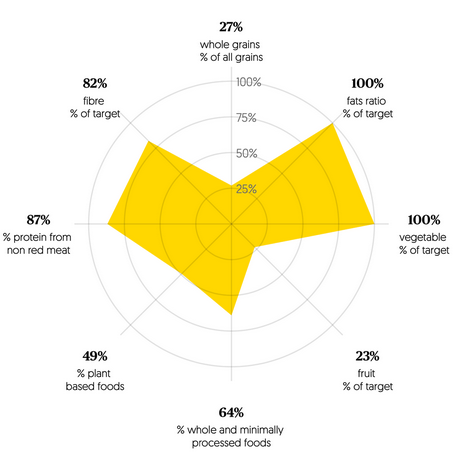 27%
whole grains
% of all grains
82%
fibre
% of target
100%
fats ratio
% of target
100%
75%
50%
25%
87%
% protein from
non red meat
100%
vegetable
% of target
49%
% plant
based foods
23%
fruit
% of target
64%
% whole and minimally
processed foods